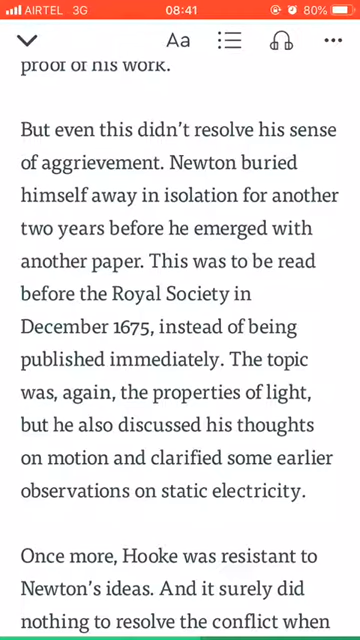 AIRTEL 3G 08:41 80%
Aa
proof of his work.
But even this didn't resolve his sense
of aggrievement. Newton buried
himself away in isolation for another
two years before he emerged with
another paper. This was to be read
before the Royal Society in
December 1675, instead of being
published immediately. The topic
was, again, the properties of light,
but he also discussed his thoughts
on motion and clarified some earlier
observations on static electricity.
Once more, Hooke was resistant to
Newton's ideas. And it surely did
nothing to resolve the conflict when